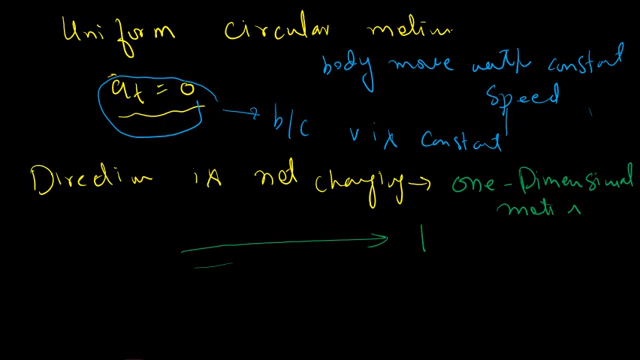 Uniform circular motion
body move with constant
speed
at = 0
b/c v is constant
Direction is not changing → one-Dimensional
motion